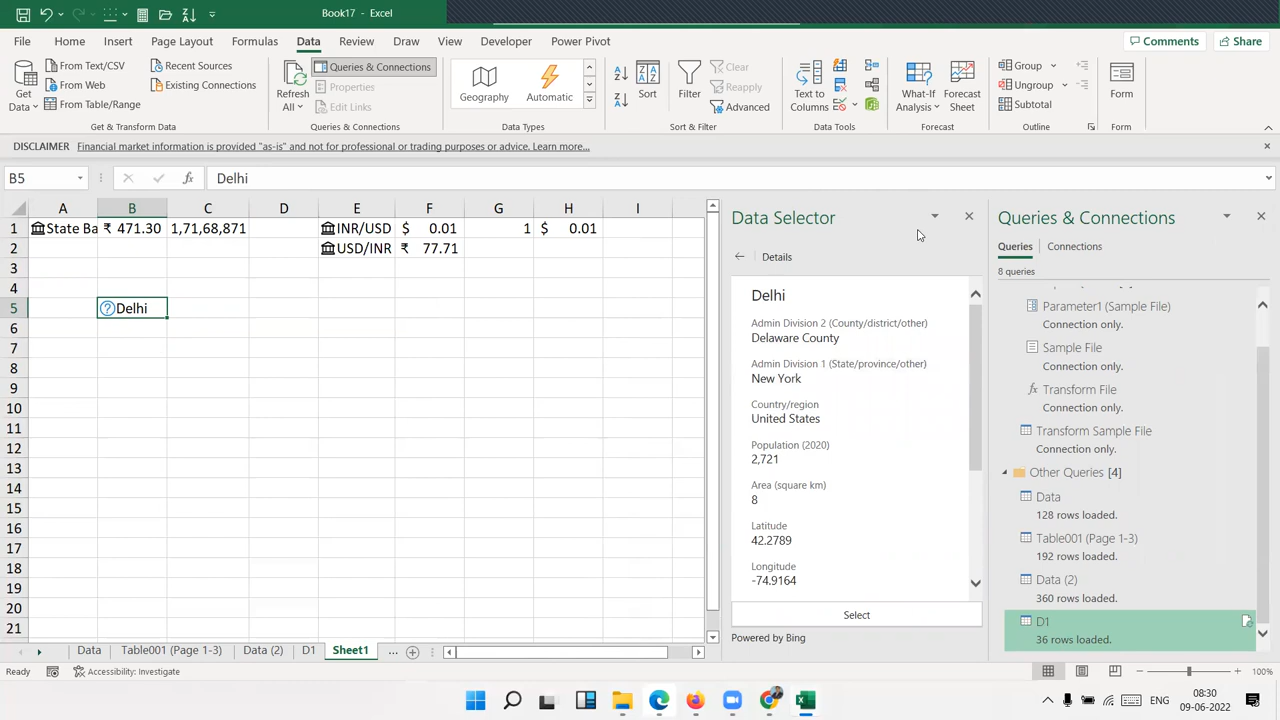 Book17 - Excel
File Home Insert Page Layout Formulas Data Review View Developer Power Pivot Comments Share
Get Data
From Text/CSV
From Web
From Table/Range
Recent Sources
Existing Connections
Get & Transform Data
Refresh All
Queries & Connections
Properties
Edit Links
Queries & Connections
Geography
Automatic
Data Types
Sort
Filter
Clear
Reapply
Advanced
Sort & Filter
Text to Columns
Data Tools
What-If Analysis
Forecast Sheet
Forecast
Group
Ungroup
Subtotal
Outline
Form
Form
DISCLAIMER Financial market information is provided "as-is" and not for professional or trading purposes or advice. Learn more...
B5 fx Delhi
A B C D E F G H I
1 State Ba ₹ 471.30 1,71,68,871 INR/USD $ 0.01 1 $ 0.01
2 USD/INR ₹ 77.71
3
4
5 Delhi
6
7
8
9
10
11
12
13
14
15
16
17
18
19
20
21
Data Selector
Details
Delhi
Admin Division 2 (County/district/other)
Delaware County
Admin Division 1 (State/province/other)
New York
Country/region
United States
Population (2020)
2,721
Area (square km)
8
Latitude
42.2789
Longitude
-74.9164
Select
Powered by Bing
Queries & Connections
Queries Connections
8 queries
Parameter1 (Sample File)
Connection only.
Sample File
Connection only.
fx Transform File
Connection only.
Transform Sample File
Connection only.
Other Queries [4]
Data
128 rows loaded.
Table001 (Page 1-3)
192 rows loaded.
Data (2)
360 rows loaded.
D1
36 rows loaded.
Data Table001 (Page 1-3) Data (2) D1 Sheet1 ...
Ready Accessibility: Investigate 100%
ENG 08:30
09-06-2022